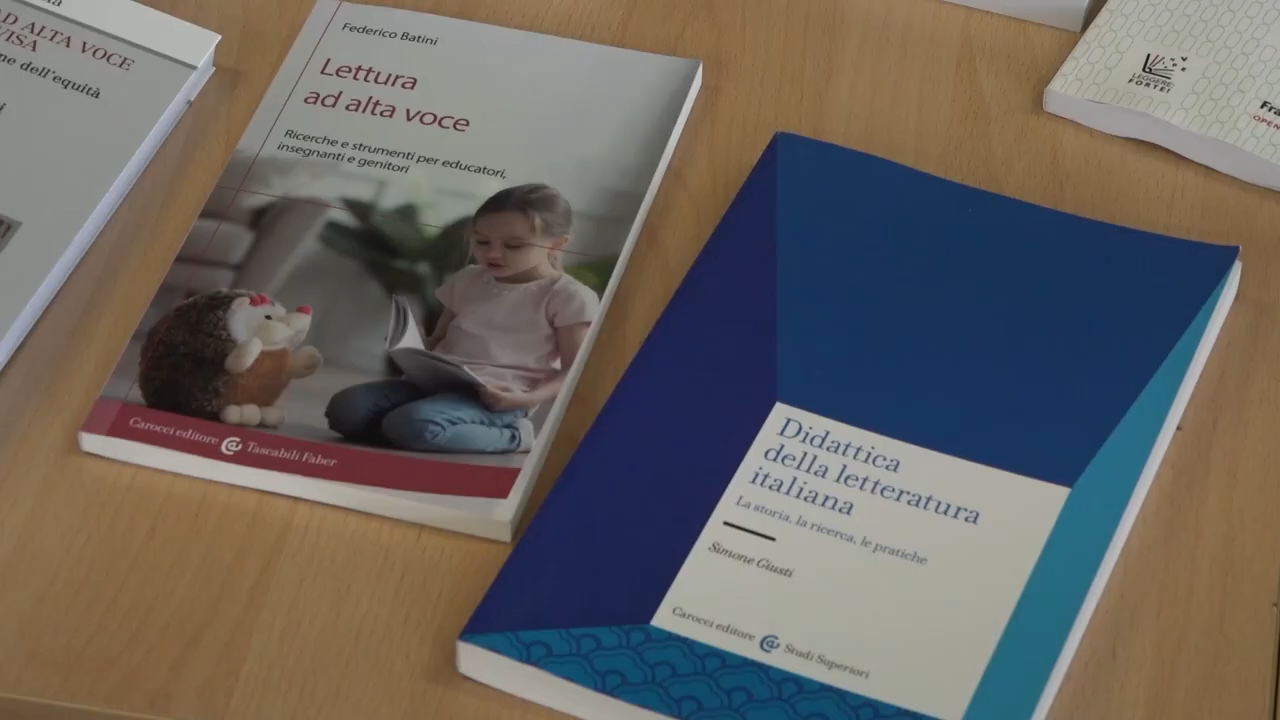 AD ALTA VOCE
dell'equità
Federico Batini
Lettura
ad alta voce
Ricerche e strumenti per educatori,
insegnanti e genitori
Carocci editore @ Tascabili Faber
Didattica
della letteratura
italiana
La storia, la ricerca, le pratiche
Simone Giusti
Carocci editore @ Studi Superiori
LEGGERE:
FORTE!